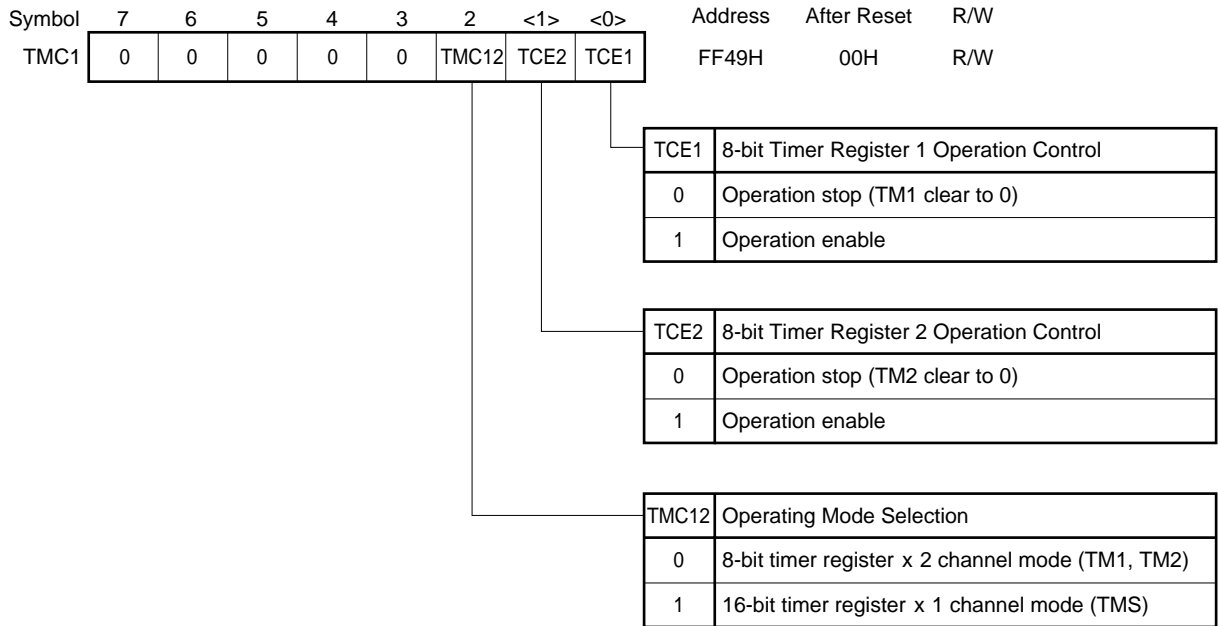 Symbol 7 6 5 4 3 2 <1> <0> Address After Reset R/W
TMC1 0 0 0 0 0 TMC12 TCE2 TCE1 FF49H 00H R/W
TCE1 8-bit Timer Register 1 Operation Control
0 Operation stop (TM1 clear to 0)
1 Operation enable
TCE2 8-bit Timer Register 2 Operation Control
0 Operation stop (TM2 clear to 0)
1 Operation enable
TMC12 Operating Mode Selection
0 8-bit timer register x 2 channel mode (TM1, TM2)
1 16-bit timer register x 1 channel mode (TMS)